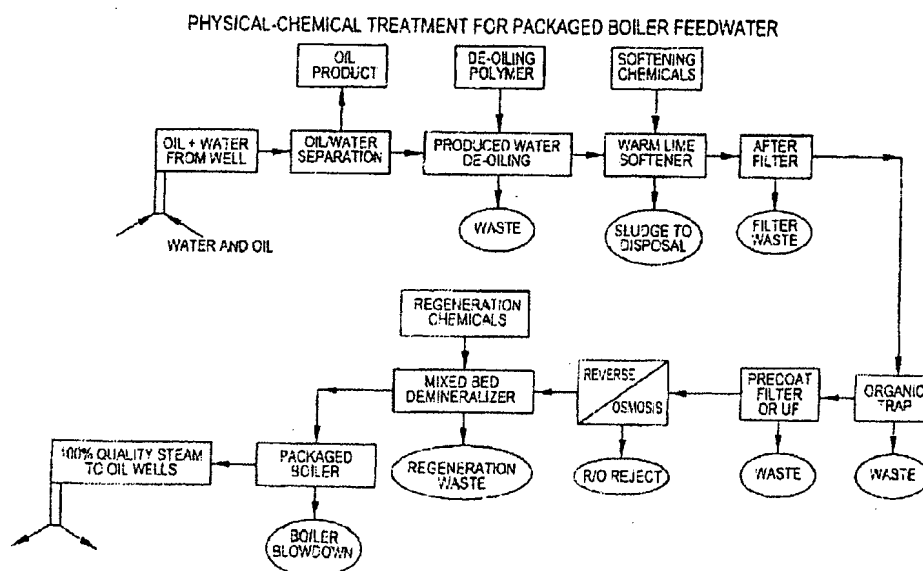 PHYSICAL-CHEMICAL TREATMENT FOR PACKAGED BOILER FEEDWATER
OIL
PRODUCT
DE-OILING
POLYMER
SOFTENING
CHEMICALS
OIL + WATER
FROM WELL
OIL/WATER
SEPARATION
PRODUCED WATER
DE-OILING
WARM LIME
SOFTENER
AFTER
FILTER
WATER AND OIL
WASTE
SLUDGE TO
DISPOSAL
FILTER
WASTE
REGENERATION
CHEMICALS
MIXED BED
DEMINERALIZER
REVERSE
OSMOSIS
PRECOAT
FILTER
OR UF
ORGANIC
TRAP
100% QUALITY STEAM
TO OIL WELLS
PACKAGED
BOILER
REGENERATION
WASTE
R/O REJECT
WASTE
WASTE
BOILER
BLOWDOWN